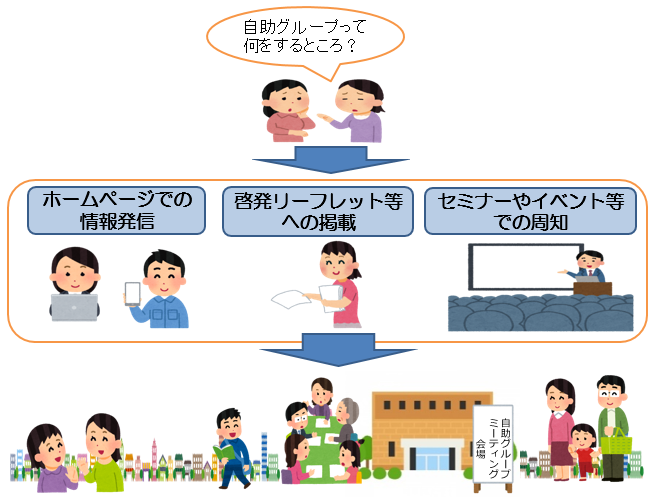 自助グループって
何をするところ？
ホームページでの
情報発信
啓発リーフレット等
への掲載
セミナーやイベント等
での周知
自助グループ
ミーティング
会場